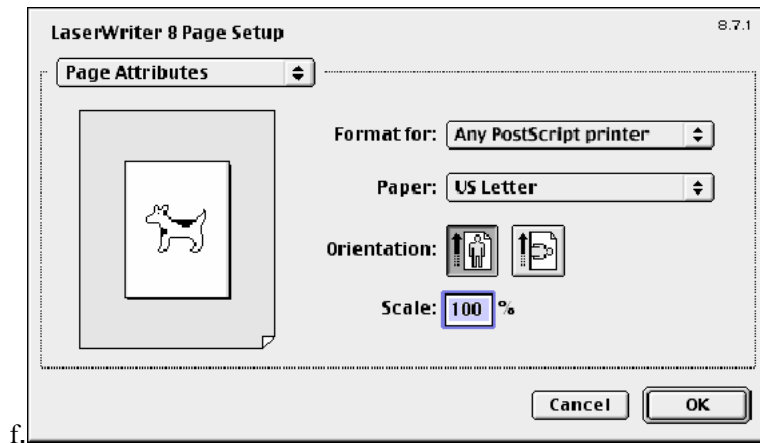 LaserWriter 8 Page Setup 8.7.1
Page Attributes
Format for: Any PostScript printer
Paper: US Letter
Orientation:
Scale: 100 %
Cancel OK
f.